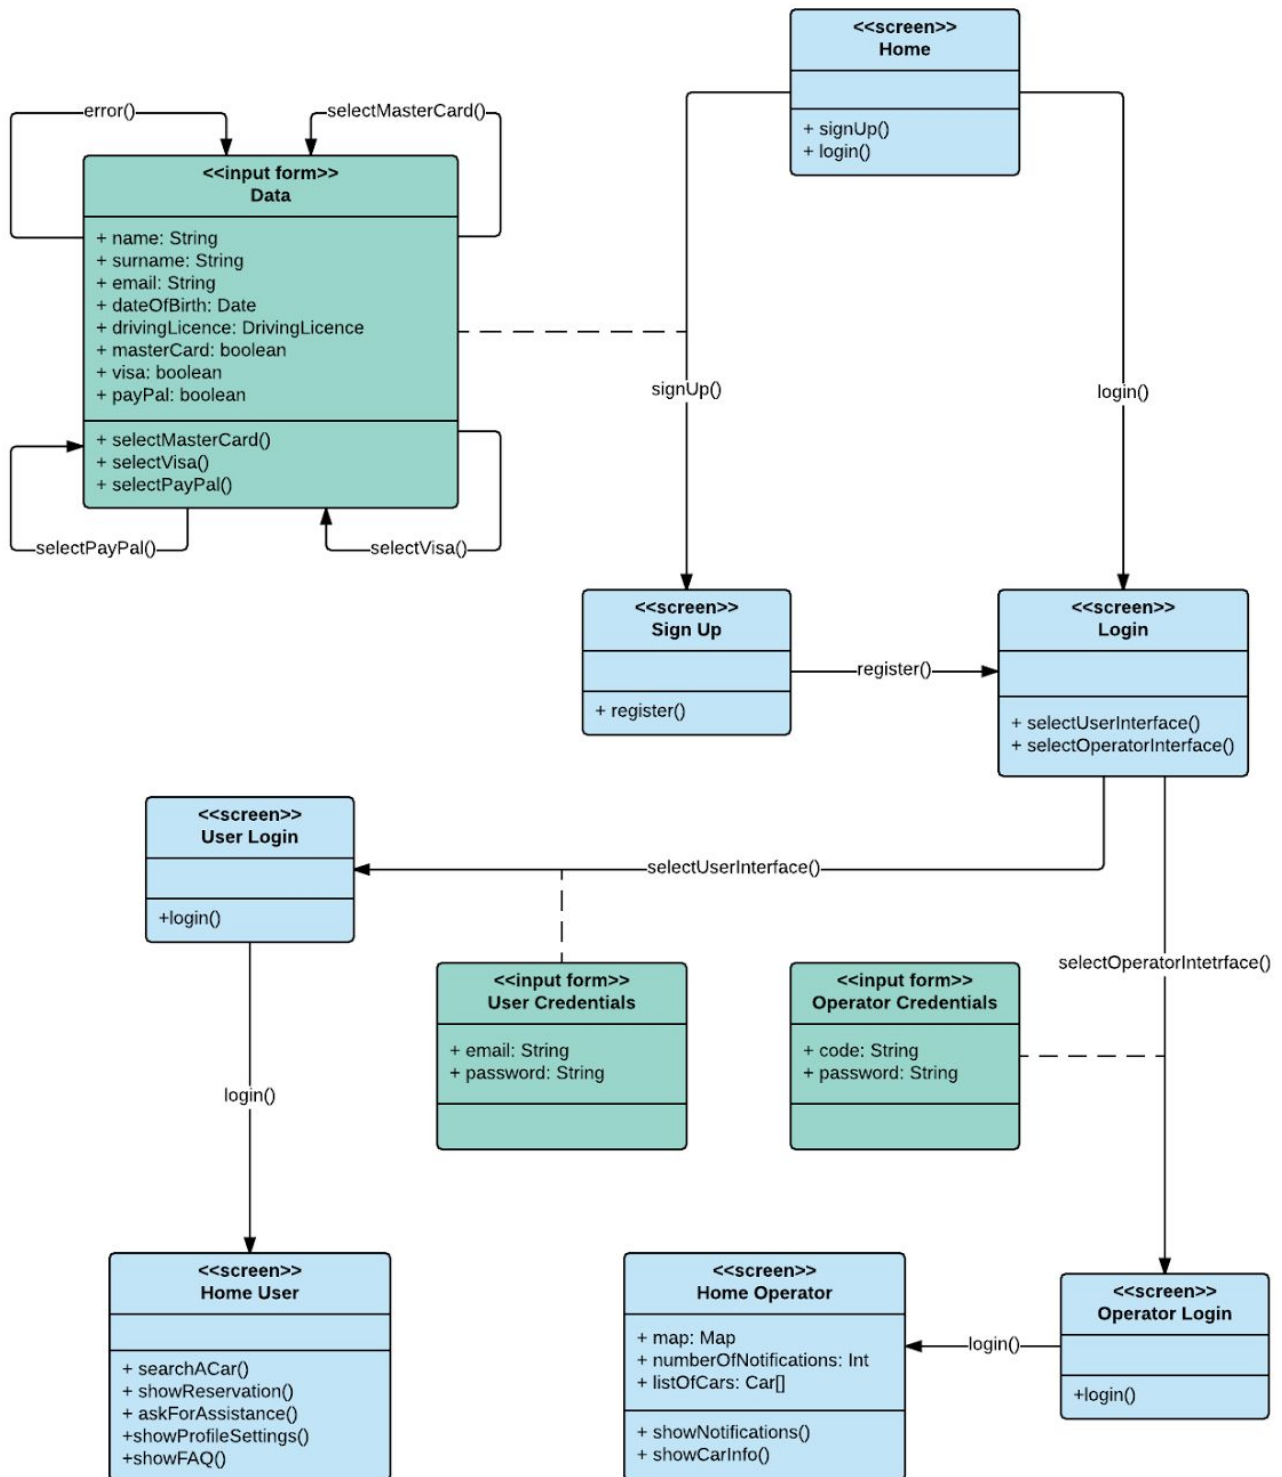 <<screen>>
Home
+ signUp()
+ login()
error()
selectMasterCard()
<<input form>>
Data
+ name: String
+ surname: String
+ email: String
+ dateOfBirth: Date
+ drivingLicence: DrivingLicence
+ masterCard: boolean
+ visa: boolean
+ payPal: boolean
+ selectMasterCard()
+ selectVisa()
+ selectPayPal()
selectPayPal()
selectVisa()
signUp()
login()
<<screen>>
Sign Up
+ register()
register()
<<screen>>
Login
+ selectUserInterface()
+ selectOperatorInterface()
<<screen>>
User Login
+login()
selectUserInterface()
selectOperatorIntetrface()
<<input form>>
User Credentials
+ email: String
+ password: String
<<input form>>
Operator Credentials
+ code: String
+ password: String
login()
<<screen>>
Home User
+ searchACar()
+ showReservation()
+ askForAssistance()
+showProfileSettings()
+showFAQ()
<<screen>>
Home Operator
+ map: Map
+ numberOfNotifications: Int
+ listOfCars: Car[]
+ showNotifications()
+ showCarInfo()
login()
<<screen>>
Operator Login
+login()